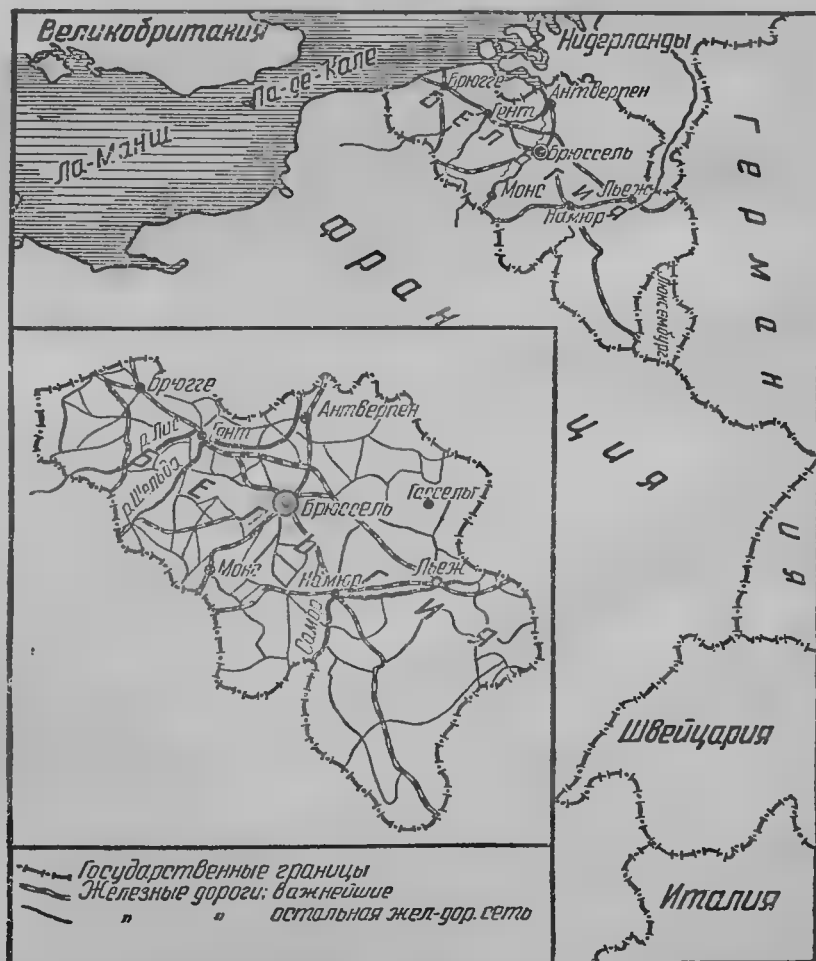 Великобритания
Нидерланды
Па-де-Кале
Ла-Манш
Брюгге
Антверпен
Гент
Брюссель
Монс
Льеж
Намюр
БЕЛЬГИЯ
Люксембург
ФРАНЦИЯ
Германия
Брюгге
Антверпен
р. Лис
Гент
р. Шельда
Гассельт
Брюссель
Монс
Намюр
Льеж
Самбр
БЕЛЬГИЯ
Швейцария
Италия
Государственные границы
Железные дороги: важнейшие
" " остальная жел-дор. сеть